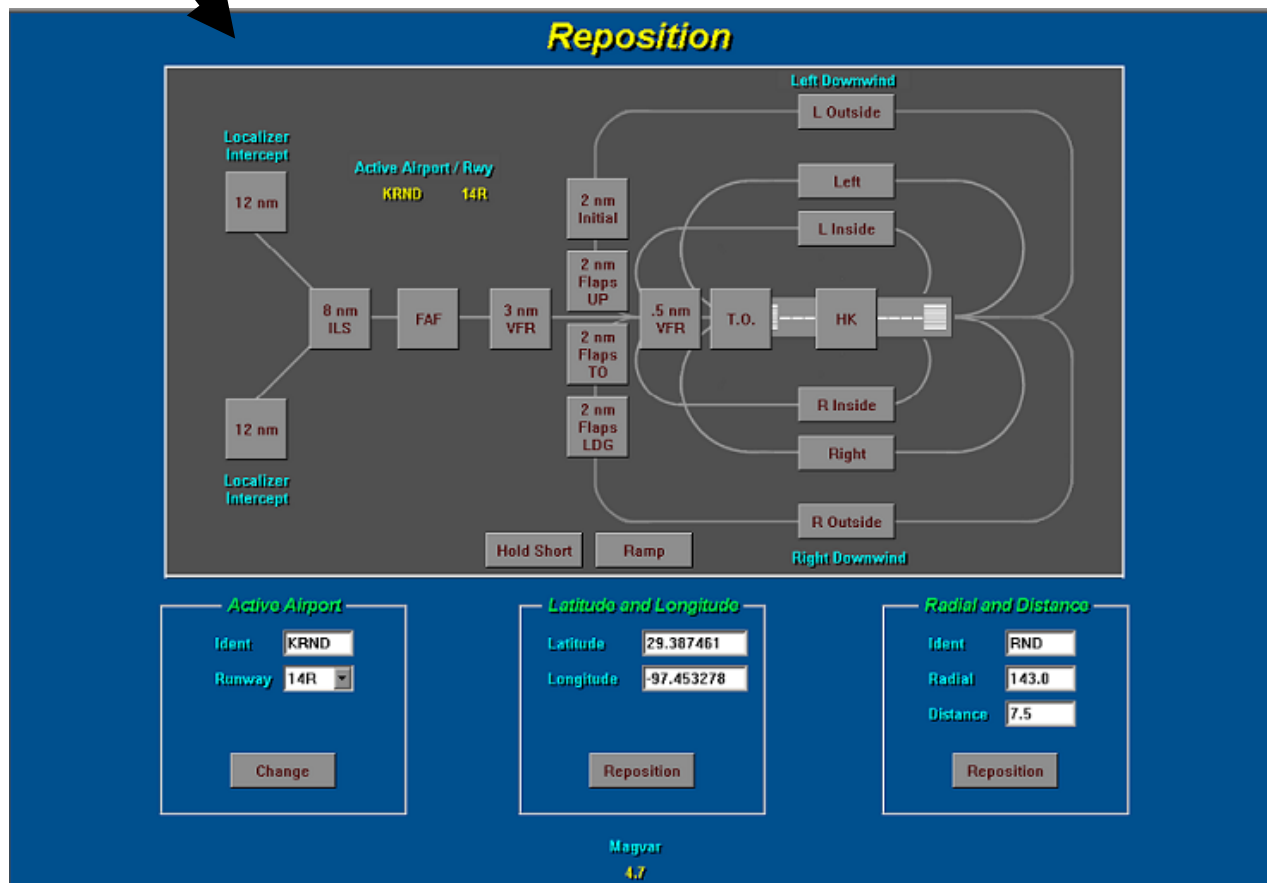 Reposition
Left Downwind
L Outside
Localizer
Intercept
Active Airport / Rwy
KRND 14R
12 nm
2 nm
Initial
Left
L Inside
2 nm
Flaps
UP
8 nm
ILS
FAF
3 nm
VFR
.5 nm
VFR
T.O.
HK
2 nm
Flaps
TO
12 nm
2 nm
Flaps
LDG
R Inside
Right
Localizer
Intercept
R Outside
Hold Short
Ramp
Right Downwind
Active Airport
Ident KRND
Runway 14R
Change
Latitude and Longitude
Latitude 29.387461
Longitude -97.453278
Reposition
Radial and Distance
Ident RND
Radial 143.0
Distance 7.5
Reposition
Magvar
4.7